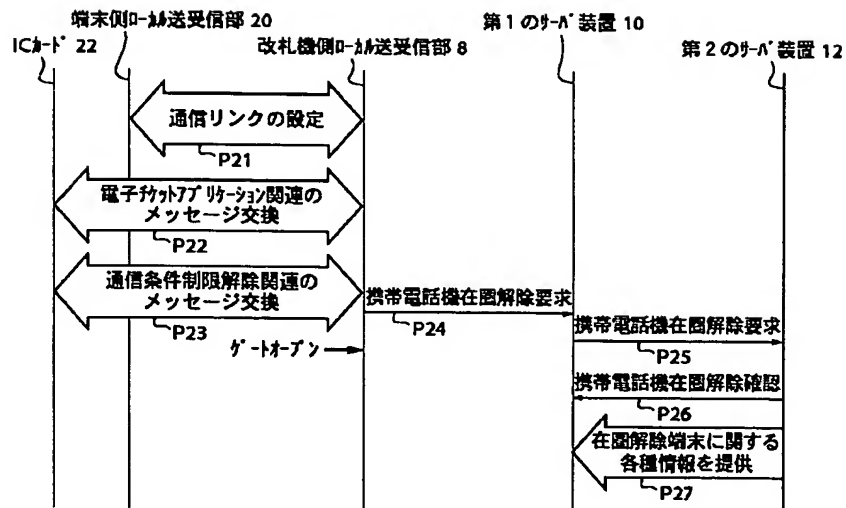 端末側ﾛｰｶﾙ送受信部 20
第1のｻｰﾊﾞ装置 10
ICｶｰﾄﾞ 22
改札機側ﾛｰｶﾙ送受信部 8
第2のｻｰﾊﾞ装置 12
通信リンクの設定
P21
電子ﾁｹｯﾄｱﾌﾟﾘｹｰｼｮﾝ関連の
メッセージ交換
P22
通信条件制限解除関連の
メッセージ交換
P23
携帯電話機在圏解除要求
P24
ｹﾞｰﾄオープン
携帯電話機在圏解除要求
P25
携帯電話機在圏解除確認
P26
在圏解除端末に関する
各種情報を提供
P27